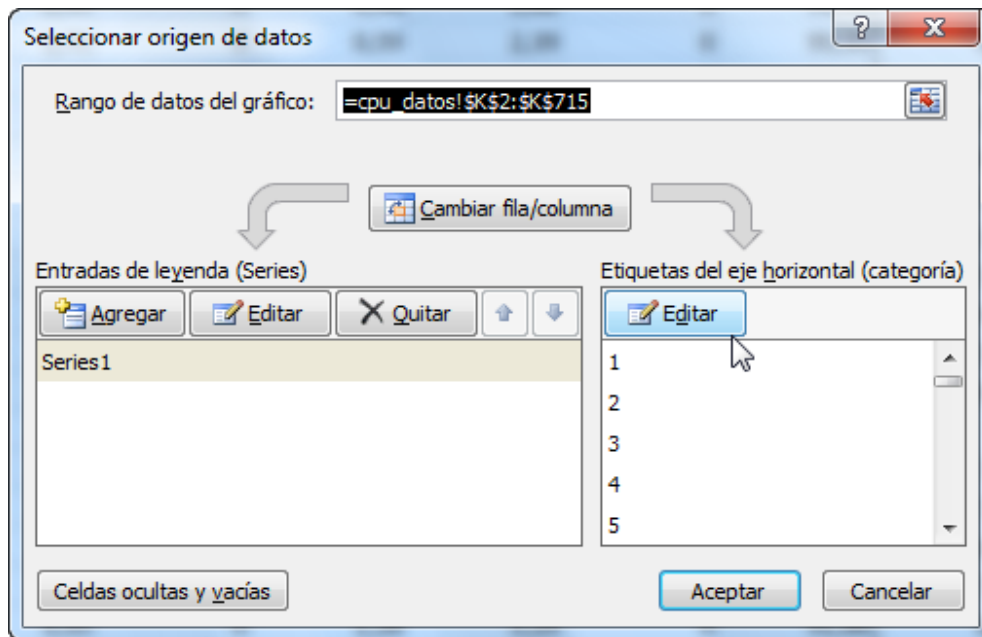 Seleccionar origen de datos
Rango de datos del gráfico: =cpu_datos!$K$2:$K$715
Cambiar fila/columna
Entradas de leyenda (Series)
Agregar Editar Quitar
Series1
Etiquetas del eje horizontal (categoría)
Editar
1
2
3
4
5
Celdas ocultas y vacías
Aceptar Cancelar